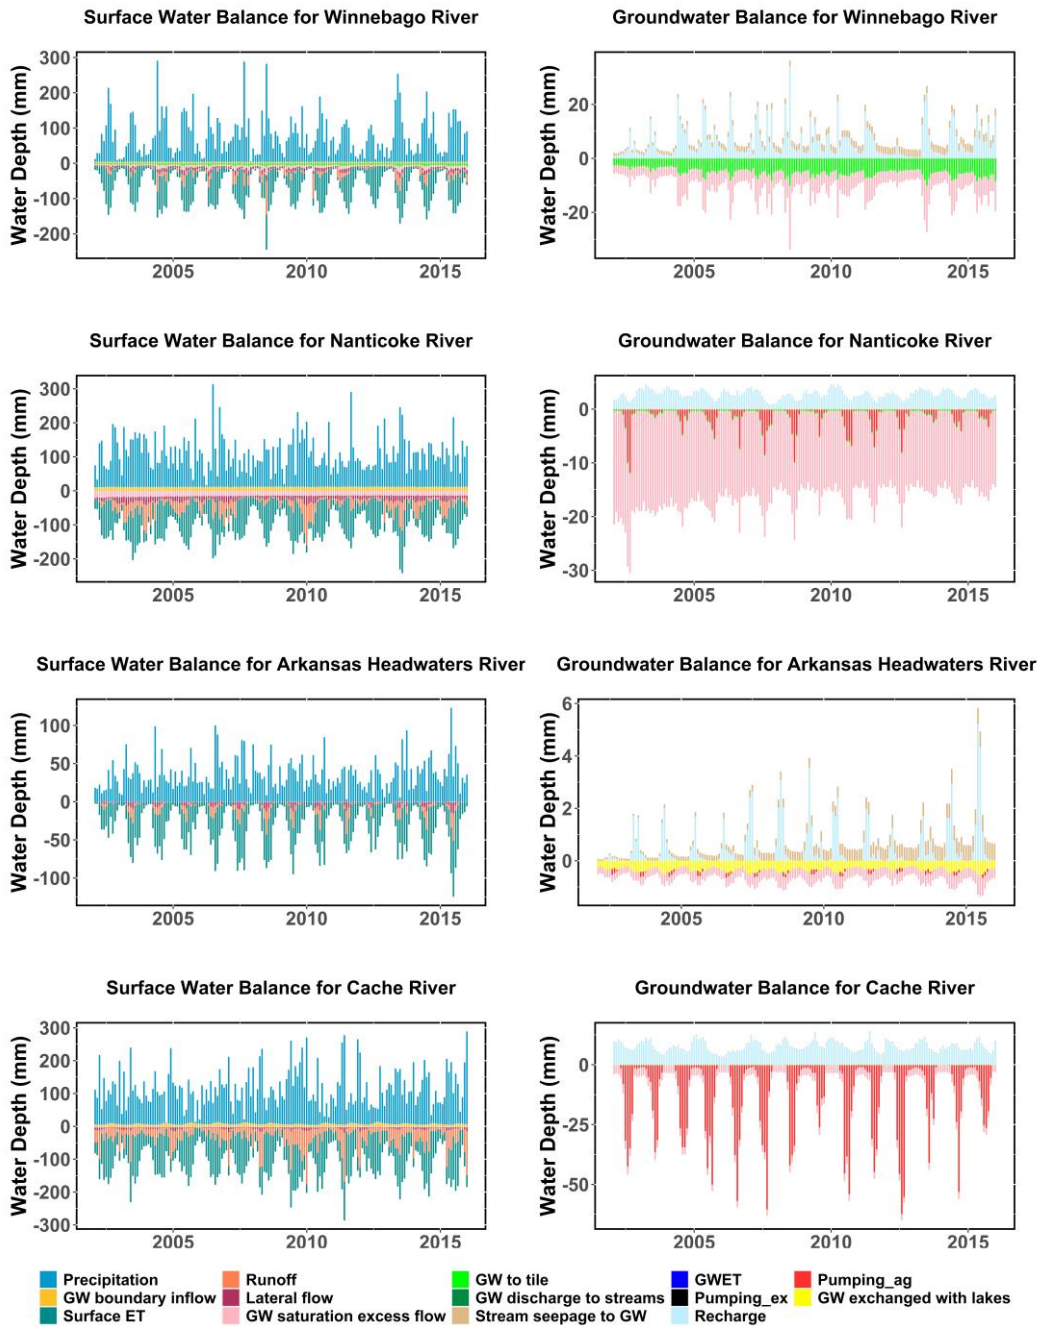 Surface Water Balance for Winnebago River
Groundwater Balance for Winnebago River
Water Depth (mm)
300
200
100
0
-100
-200
2005
2010
2015
Water Depth (mm)
20
0
-20
2005
2010
2015
Surface Water Balance for Nanticoke River
Groundwater Balance for Nanticoke River
Water Depth (mm)
300
200
100
0
-100
-200
2005
2010
2015
Water Depth (mm)
0
-10
-20
-30
2005
2010
2015
Surface Water Balance for Arkansas Headwaters River
Groundwater Balance for Arkansas Headwaters River
Water Depth (mm)
100
50
0
-50
-100
2005
2010
2015
Water Depth (mm)
6
4
2
0
2005
2010
2015
Surface Water Balance for Cache River
Groundwater Balance for Cache River
Water Depth (mm)
300
200
100
0
-100
-200
-300
2005
2010
2015
Water Depth (mm)
0
-25
-50
2005
2010
2015
Precipitation
Runoff
GW to tile
GWET
Pumping_ag
GW boundary inflow
Lateral flow
GW discharge to streams
Pumping_ex
GW exchanged with lakes
Surface ET
GW saturation excess flow
Stream seepage to GW
Recharge